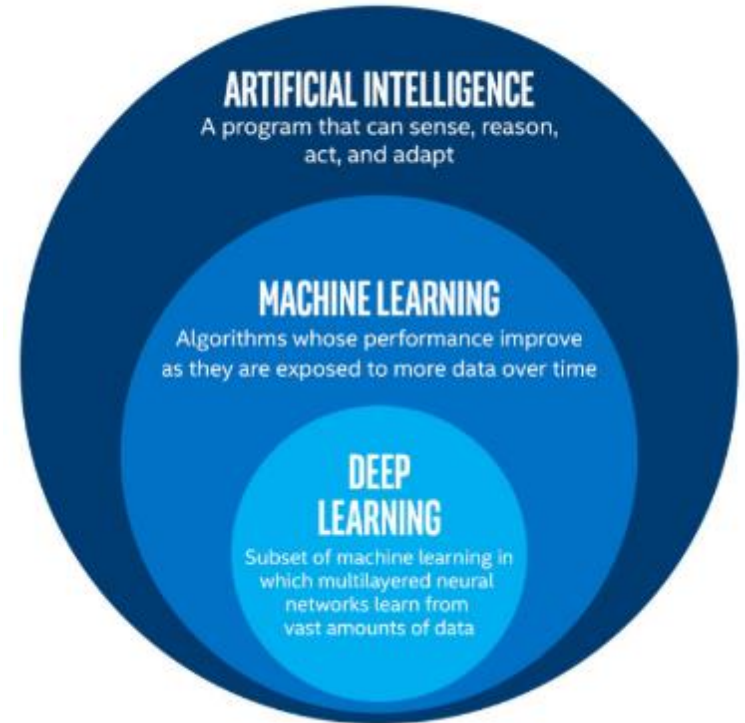 ARTIFICIAL INTELLIGENCE
A program that can sense, reason,
act, and adapt
MACHINE LEARNING
Algorithms whose performance improve
as they are exposed to more data over time
DEEP
LEARNING
Subset of machine learning in
which multilayered neural
networks learn from
vast amounts of data